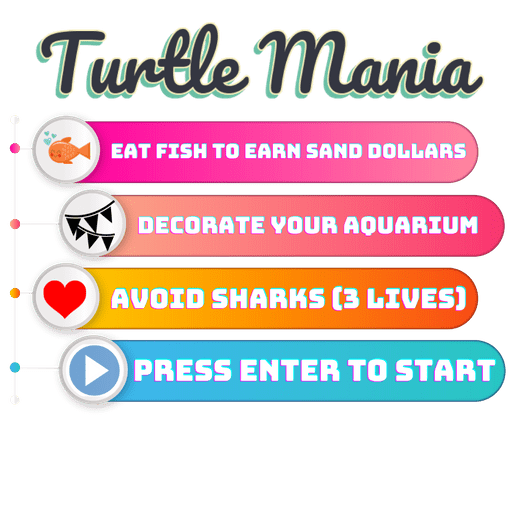 Turtle Mania
EAT FISH TO EARN SAND DOLLARS
DECORATE YOUR AQUARIUM
AVOID SHARKS (3 LIVES)
PRESS ENTER TO START